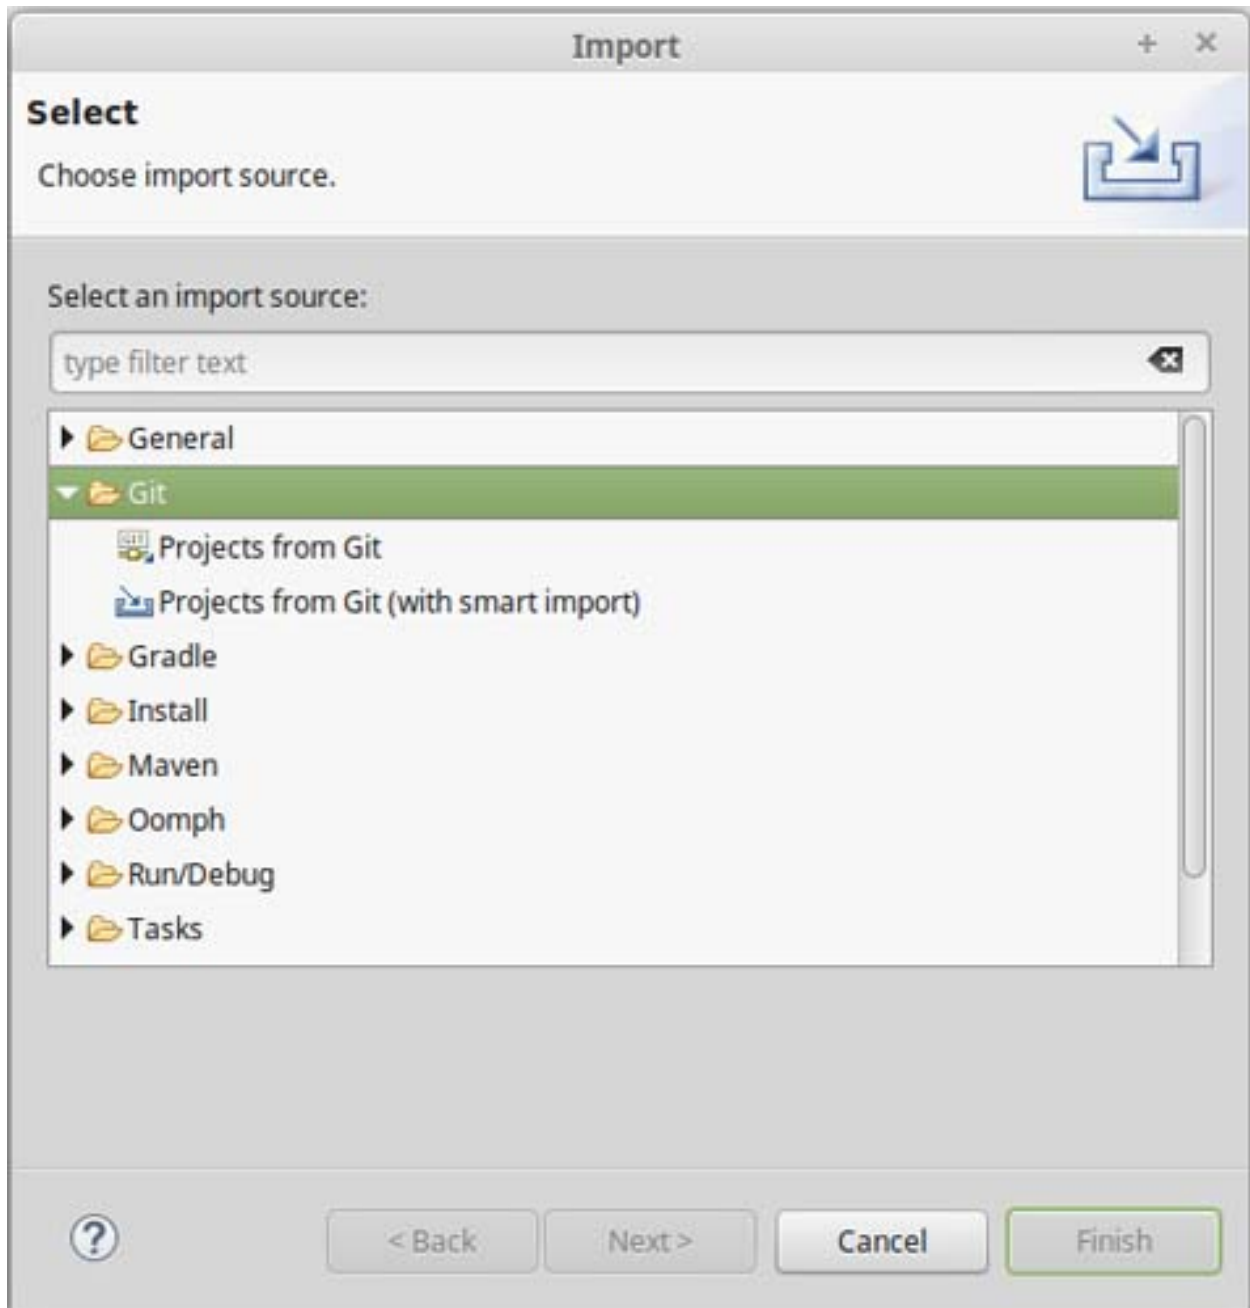 Import
Select
Choose import source.
Select an import source:
type filter text
General
Git
Projects from Git
Projects from Git (with smart import)
Gradle
Install
Maven
Oomph
Run/Debug
Tasks
?
< Back
Next >
Cancel
Finish